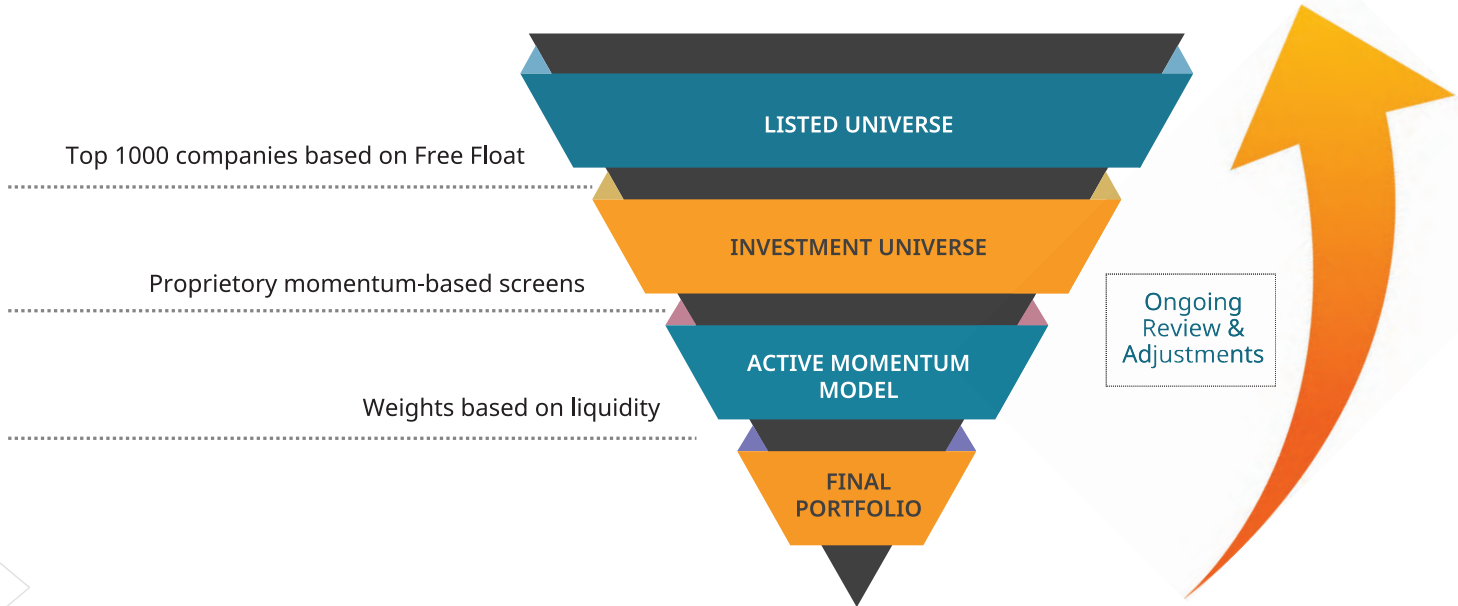 LISTED UNIVERSE
Top 1000 companies based on Free Float
INVESTMENT UNIVERSE
Proprietory momentum-based screens
Ongoing
Review &
Adjustments
ACTIVE MOMENTUM
MODEL
Weights based on liquidity
FINAL
PORTFOLIO